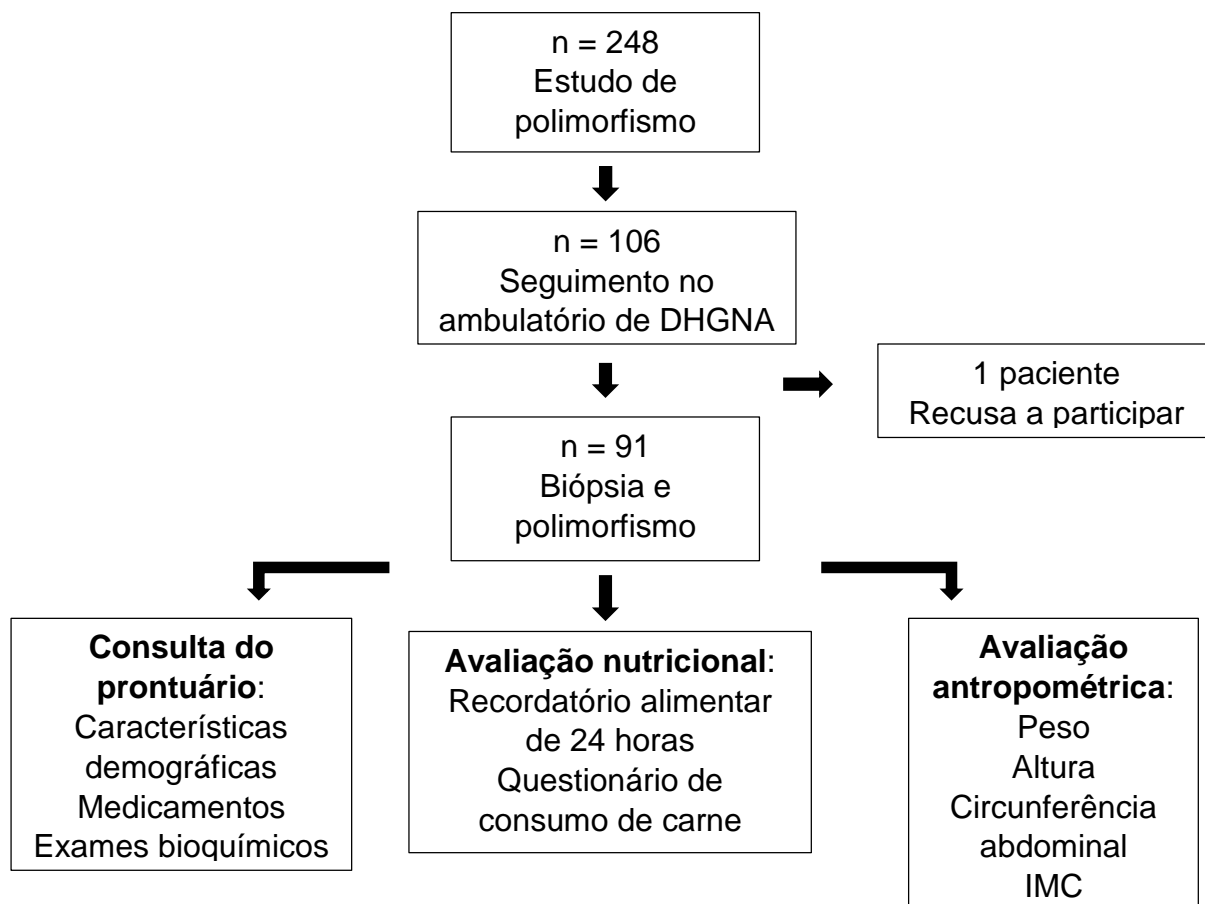 n = 248
Estudo de
polimorfismo
n = 106
Seguimento no
ambulatório de DHGNA
1 paciente
Recusa a participar
n = 91
Biópsia e
polimorfismo
Consulta do
prontuário:
Características
demográficas
Medicamentos
Exames bioquímicos
Avaliação nutricional:
Recordatório alimentar
de 24 horas
Questionário de
consumo de carne
Avaliação
antropométrica:
Peso
Altura
Circunferência
abdominal
IMC